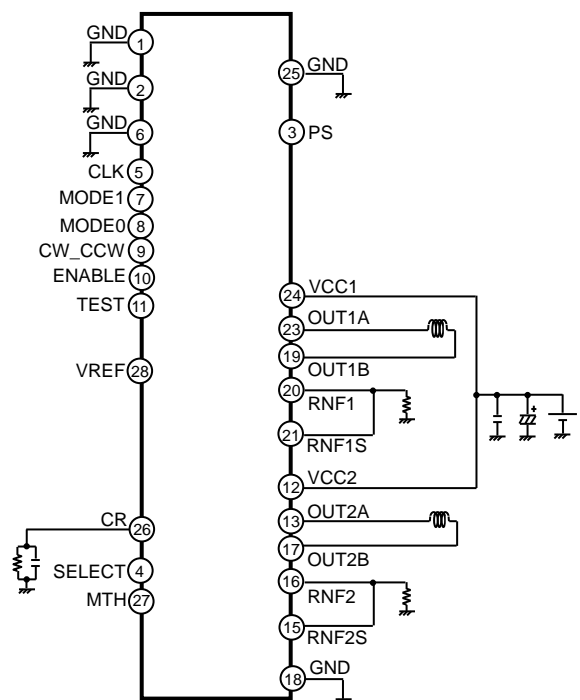 GND
1
GND
2
GND
6
CLK
5
MODE1
7
MODE0
8
CW_CCW
9
ENABLE
10
TEST
11
VREF
28
CR
26
SELECT
4
MTH
27
25
GND
3
PS
24
VCC1
23
OUT1A
19
OUT1B
20
RNF1
21
RNF1S
12
VCC2
13
OUT2A
17
OUT2B
16
RNF2
15
RNF2S
18
GND
+